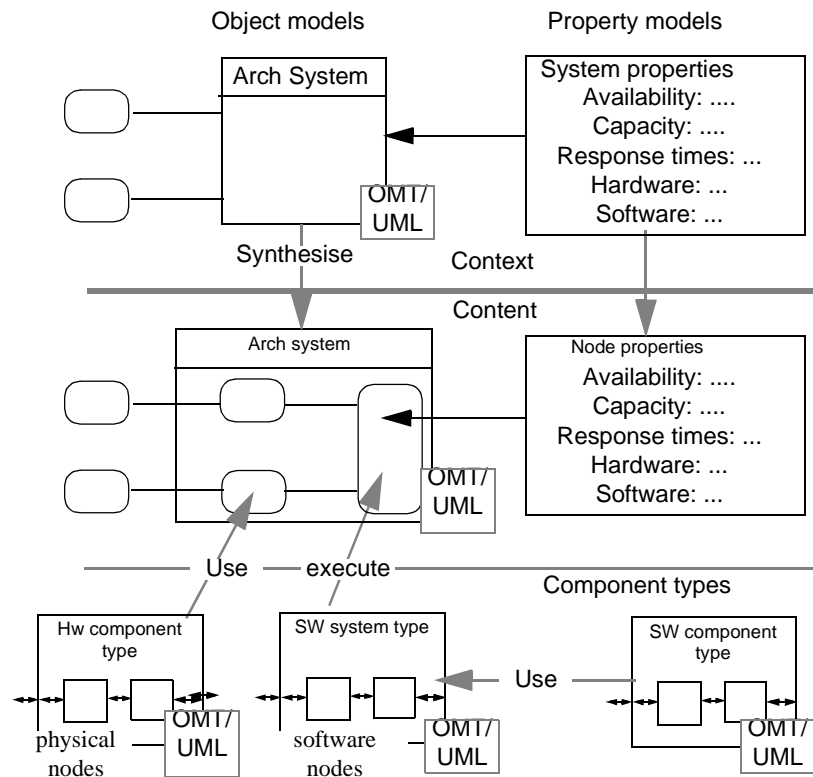 Object models
Property models
Arch System
System properties
Availability: ....
Capacity: ....
Response times: ...
Hardware: ...
Software: ...
OMT/
UML
Synthesise
Context
Content
Arch system
Node properties
Availability: ....
Capacity: ....
Response times: ...
Hardware: ...
Software: ...
OMT/
UML
Use
execute
Component types
Hw component
type
SW system type
SW component
type
Use
OMT/
UML
physical
nodes
OMT/
UML
software
nodes
OMT/
UML